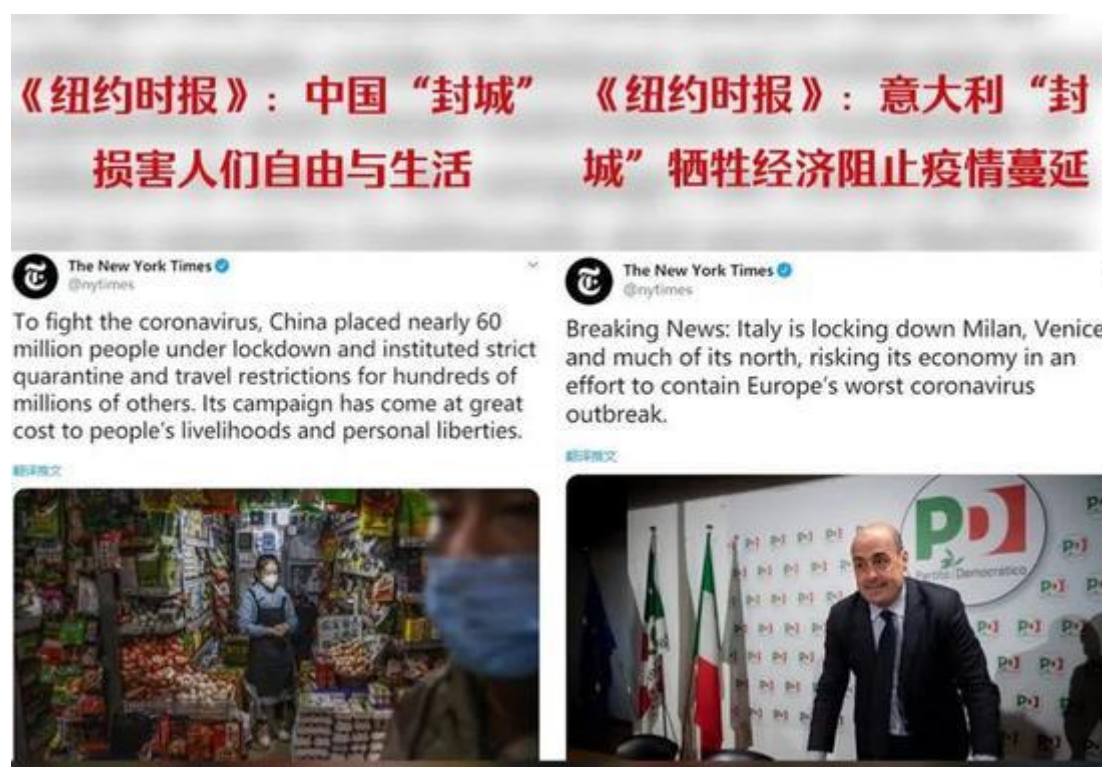 《纽约时报》：中国“封城”
损害人们自由与生活
《纽约时报》：意大利“封
城”牺牲经济阻止疫情蔓延
The New York Times
@nytimes
To fight the coronavirus, China placed nearly 60
million people under lockdown and instituted strict
quarantine and travel restrictions for hundreds of
millions of others. Its campaign has come at great
cost to people's livelihoods and personal liberties.
翻译推文
The New York Times
@nytimes
Breaking News: Italy is locking down Milan, Venice
and much of its north, risking its economy in an
effort to contain Europe's worst coronavirus
outbreak.
翻译推文
PD
Partito Democratico